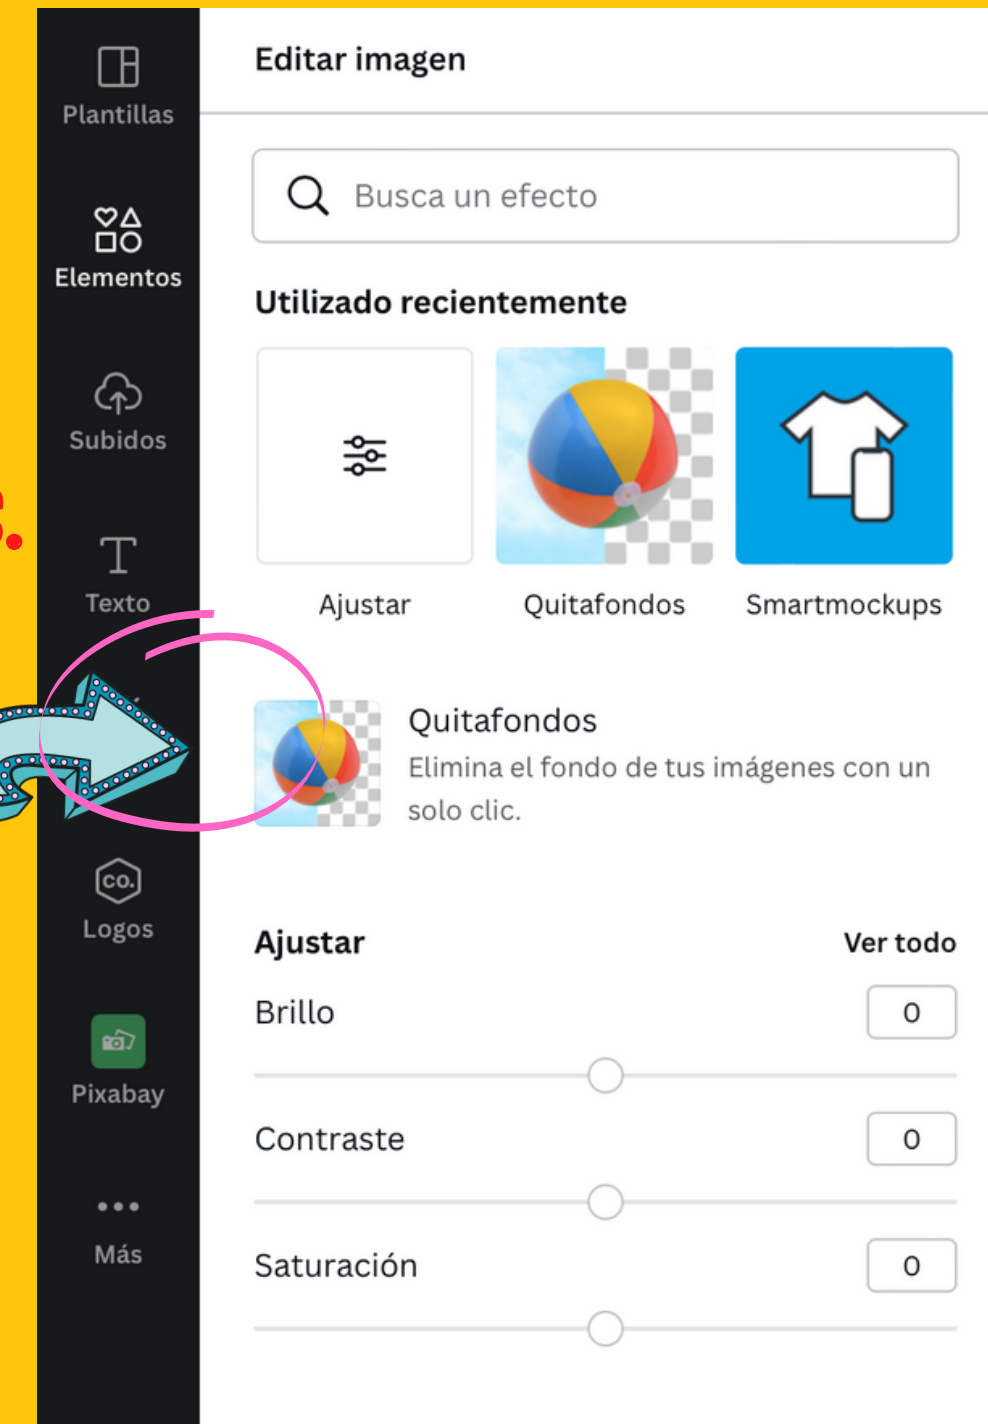 Plantillas
Elementos
Subidos
Texto
CO.
Logos
Pixabay
Más
Editar imagen
Busca un efecto
Utilizado recientemente
Ajustar
Quitafondos
Smartmockups
Quitafondos
Elimina el fondo de tus imágenes con un
solo clic.
Ajustar
Ver todo
Brillo
0
Contraste
0
Saturación
0